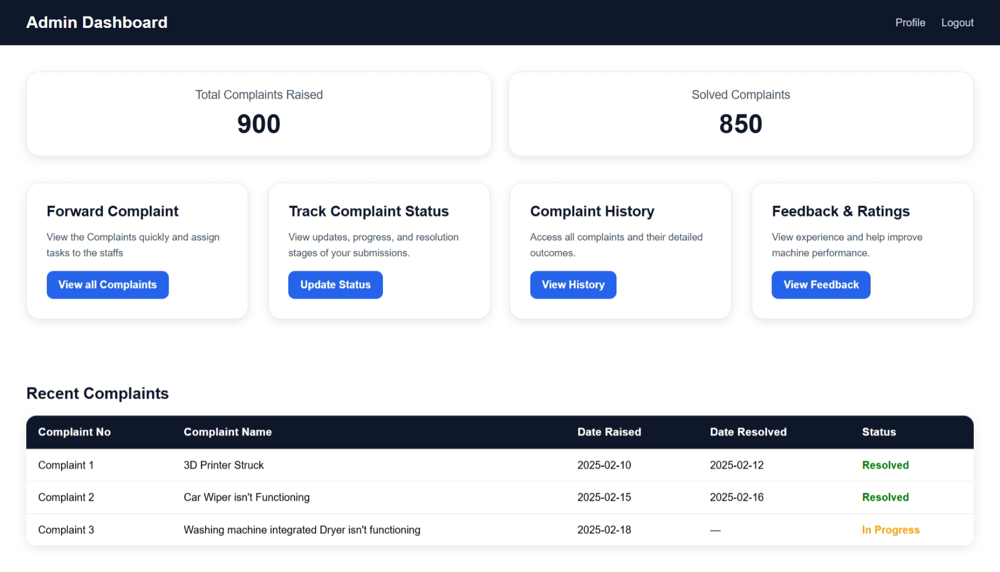 Admin Dashboard
Profile Logout
Total Complaints Raised
900
Solved Complaints
850
Forward Complaint
View the Complaints quickly and assign
tasks to the staffs
View all Complaints
Track Complaint Status
View updates, progress, and resolution
stages of your submissions.
Update Status
Complaint History
Access all complaints and their detailed
outcomes.
View History
Feedback & Ratings
View experience and help improve
machine performance.
View Feedback
Recent Complaints
Complaint No Complaint Name Date Raised Date Resolved Status
Complaint 1 3D Printer Struck 2025-02-10 2025-02-12 Resolved
Complaint 2 Car Wiper isn't Functioning 2025-02-15 2025-02-16 Resolved
Complaint 3 Washing machine integrated Dryer isn't functioning 2025-02-18 — In Progress